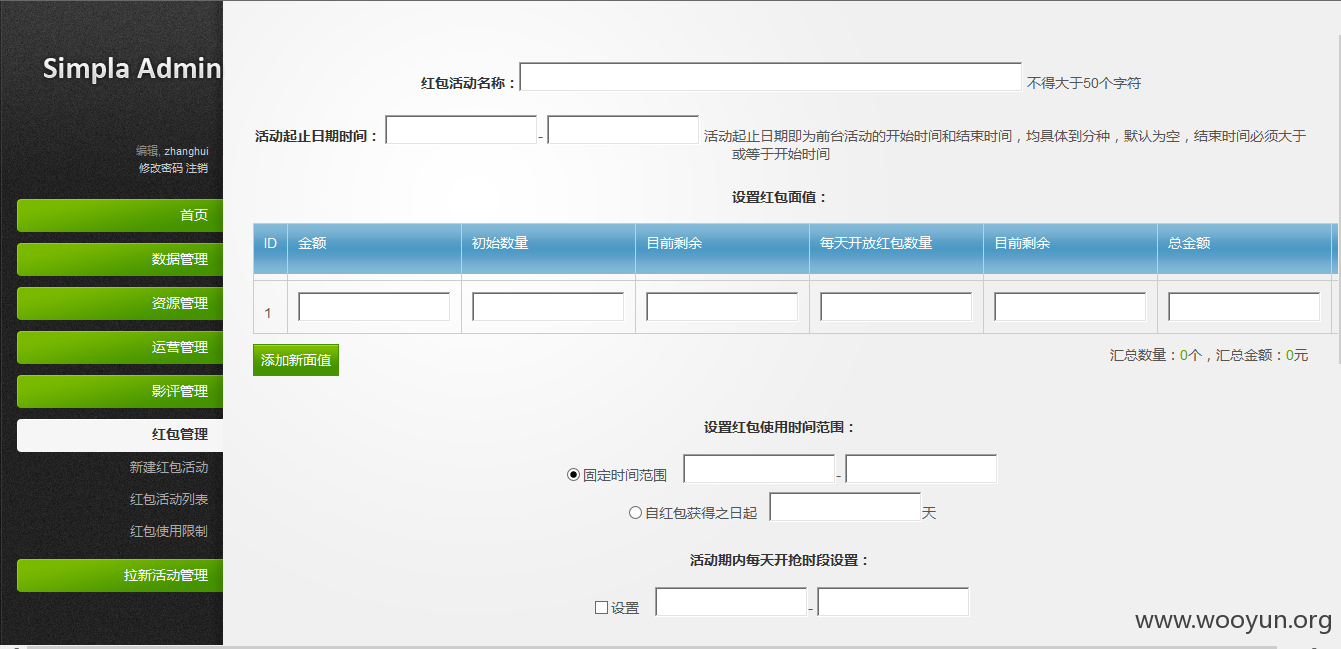 Simpla Admin
编辑, zhanghui
修改密码 注销
首页
数据管理
资源管理
运营管理
影评管理
红包管理
新建红包活动
红包活动列表
红包使用限制
拉新活动管理
红包活动名称： 不得大于50个字符
活动起止日期时间： - 活动起止日期即为前台活动的开始时间和结束时间，均具体到分种，默认为空，结束时间必须大于
或等于开始时间
设置红包面值：
ID 金额 初始数量 目前剩余 每天开放红包数量 目前剩余 总金额
1
添加新面值 汇总数量：0个，汇总金额：0元
设置红包使用时间范围：
固定时间范围 -
自红包获得之日起 天
活动期内每天开抢时段设置：
设置 -
www.wooyun.org